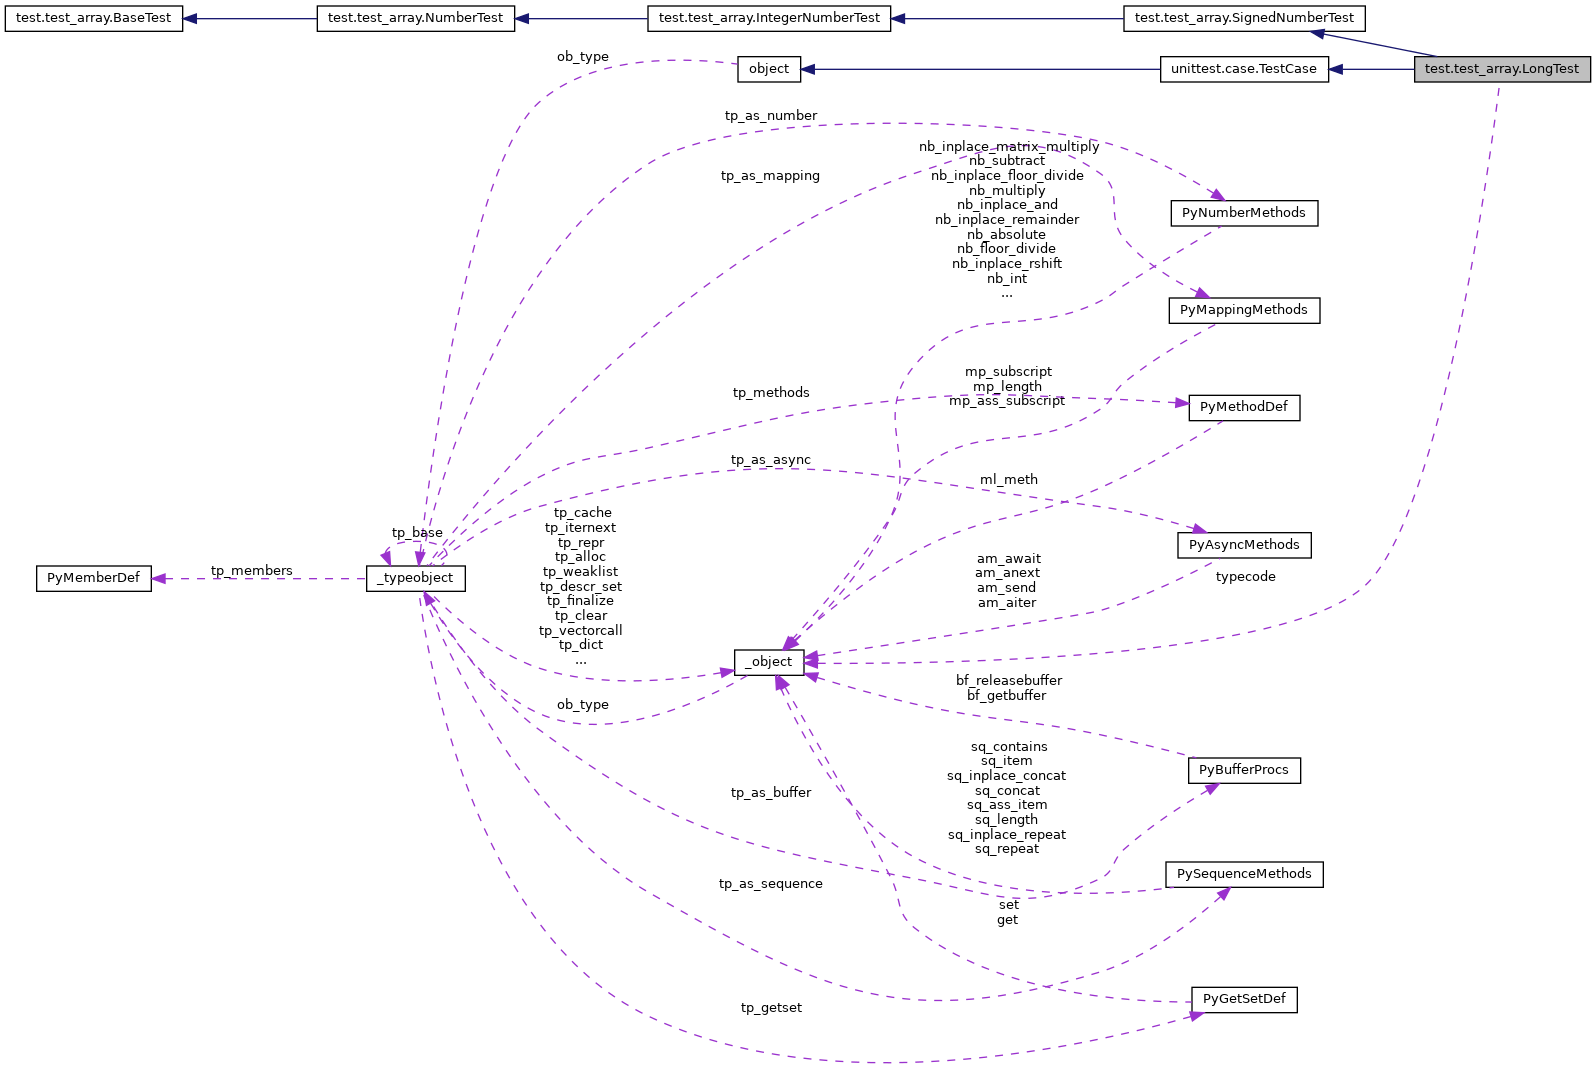 test.test_array.BaseTest
test.test_array.NumberTest
test.test_array.IntegerNumberTest
test.test_array.SignedNumberTest
ob_type
object
unittest.case.TestCase
test.test_array.LongTest
tp_as_number
tp_as_mapping
nb_inplace_matrix_multiply
nb_subtract
nb_inplace_floor_divide
nb_multiply
nb_inplace_and
nb_inplace_remainder
nb_absolute
nb_floor_divide
nb_inplace_rshift
nb_int
...
PyNumberMethods
PyMappingMethods
mp_subscript
mp_length
mp_ass_subscript
tp_methods
PyMethodDef
tp_as_async
ml_meth
tp_base
tp_cache
tp_iternext
tp_repr
tp_alloc
tp_weaklist
tp_descr_set
tp_finalize
tp_clear
tp_vectorcall
tp_dict
...
PyAsyncMethods
am_await
am_anext
am_send
am_aiter
typecode
PyMemberDef
tp_members
_typeobject
_object
ob_type
bf_releasebuffer
bf_getbuffer
PyBufferProcs
tp_as_buffer
sq_contains
sq_item
sq_inplace_concat
sq_concat
sq_ass_item
sq_length
sq_inplace_repeat
sq_repeat
PySequenceMethods
tp_as_sequence
set
get
PyGetSetDef
tp_getset